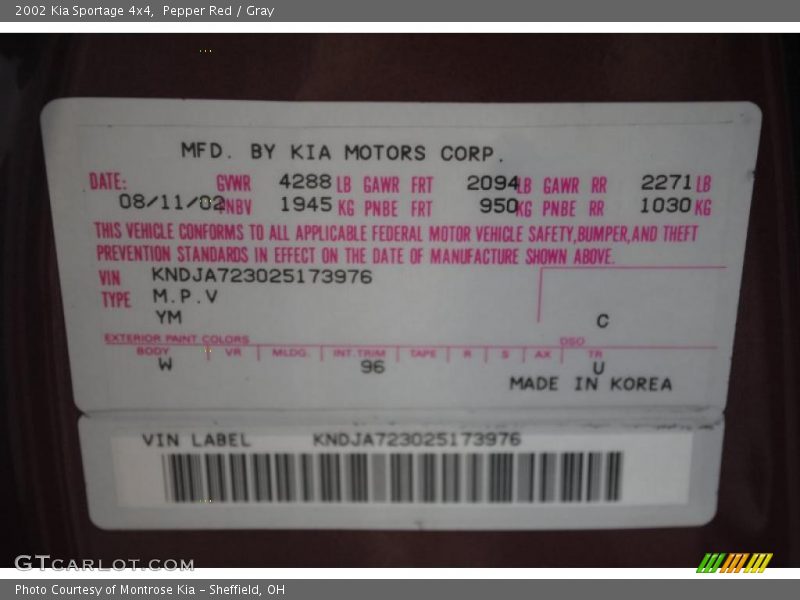 2002 Kia Sportage 4x4, Pepper Red / Gray
MFD. BY KIA MOTORS CORP.
DATE: GVWR 4288 LB GAWR FRT 2094 LB GAWR RR 2271 LB
08/11/02 PNBV 1945 KG PNBE FRT 950 KG PNBE RR 1030 KG
THIS VEHICLE CONFORMS TO ALL APPLICABLE FEDERAL MOTOR VEHICLE SAFETY, BUMPER, AND THEFT
PREVENTION STANDARDS IN EFFECT ON THE DATE OF MANUFACTURE SHOWN ABOVE.
VIN KNDJA723025173976
TYPE M.P.V
YM C
EXTERIOR PAINT COLORS DSO
BODY VR MLDG. INT.TRIM TAPE R S AX TR
W 96 U
MADE IN KOREA
VIN LABEL KNDJA723025173976
GTCARLOT.COM
Photo Courtesy of Montrose Kia – Sheffield, OH